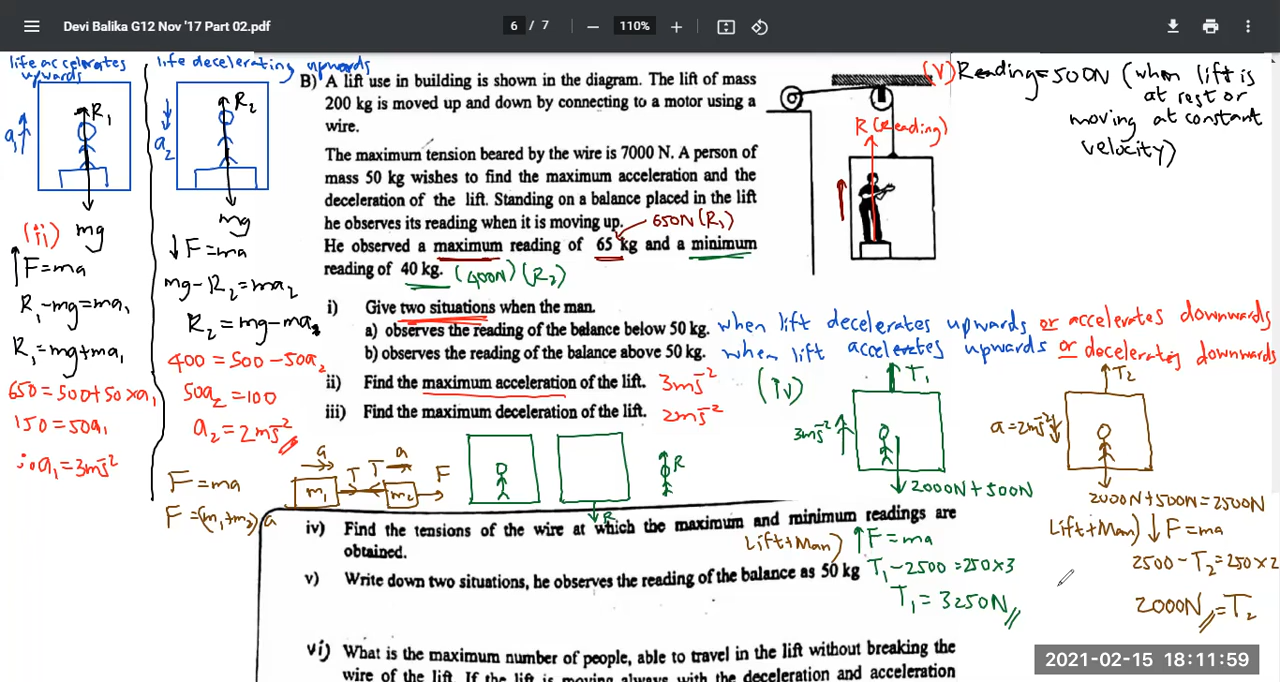 Devi Balika G12 Nov '17 Part 02.pdf
6 / 7
110%
life accelerates
upwards
a₁
R₁
mg
(ii)
F=ma
R₁-mg=ma₁
R₁=mg+ma₁
650=500+50×a₁
150=50a₁
∴a₁=3ms⁻²
life decelerating upwards
a₂
R₂
mg
F=ma
mg-R₂=ma₂
R₂=mg-ma₂
400=500-50a₂
50a₂=100
a₂=2ms⁻²
F=ma
F=(m₁+m₂)a
B) A lift use in building is shown in the diagram. The lift of mass
200 kg is moved up and down by connecting to a motor using a
wire.
The maximum tension beared by the wire is 7000 N. A person of
mass 50 kg wishes to find the maximum acceleration and the
deceleration of the lift. Standing on a balance placed in the lift
he observes its reading when it is moving up.
650N (R₁)
He observed a maximum reading of 65 kg and a minimum
reading of 40 kg. (400N) (R₂)
R (Reading)
(V) Reading=500N (when lift is
at rest or
moving at constant
velocity)
i) Give two situations when the man.
a) observes the reading of the balance below 50 kg. when lift decelerates upwards or accelerates downwards
b) observes the reading of the balance above 50 kg. when lift accelerates upwards or decelerating downwards
ii) Find the maximum acceleration of the lift. 3ms⁻²
iii) Find the maximum deceleration of the lift. 2ms⁻²
a
T
T
a
F
m₁
m₂
R
R
(iv)
T₁
3ms⁻²
2000N+500N
T₂
a=2ms⁻²
2000N+500N=2500N
iv) Find the tensions of the wire at which the maximum and minimum readings are
obtained.
Lift+Man) F=ma
T₁-2500=250×3
T₁=3250N
Lift+Man) F=ma
2500-T₂=250×2
2000N=T₂
v) Write down two situations, he observes the reading of the balance as 50 kg
vi) What is the maximum number of people, able to travel in the lift without breaking the
wire of the lift. If the lift is moving always with the deceleration and acceleration
2021-02-15 18:11:59